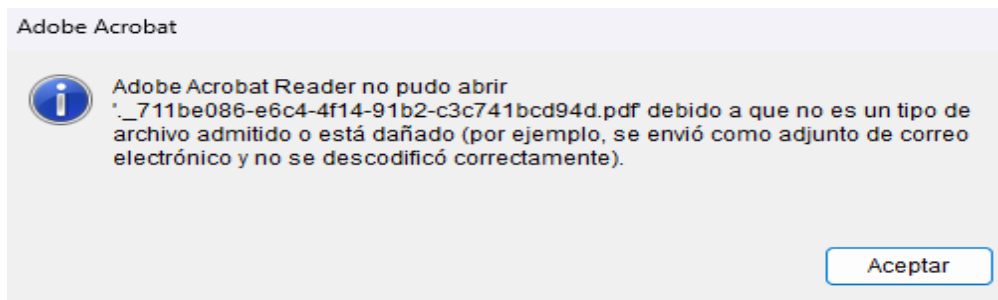 Adobe Acrobat
Adobe Acrobat Reader no pudo abrir
'._711be086-e6c4-4f14-91b2-c3c741bcd94d.pdf' debido a que no es un tipo de
archivo admitido o está dañado (por ejemplo, se envió como adjunto de correo
electrónico y no se descodificó correctamente).
Aceptar